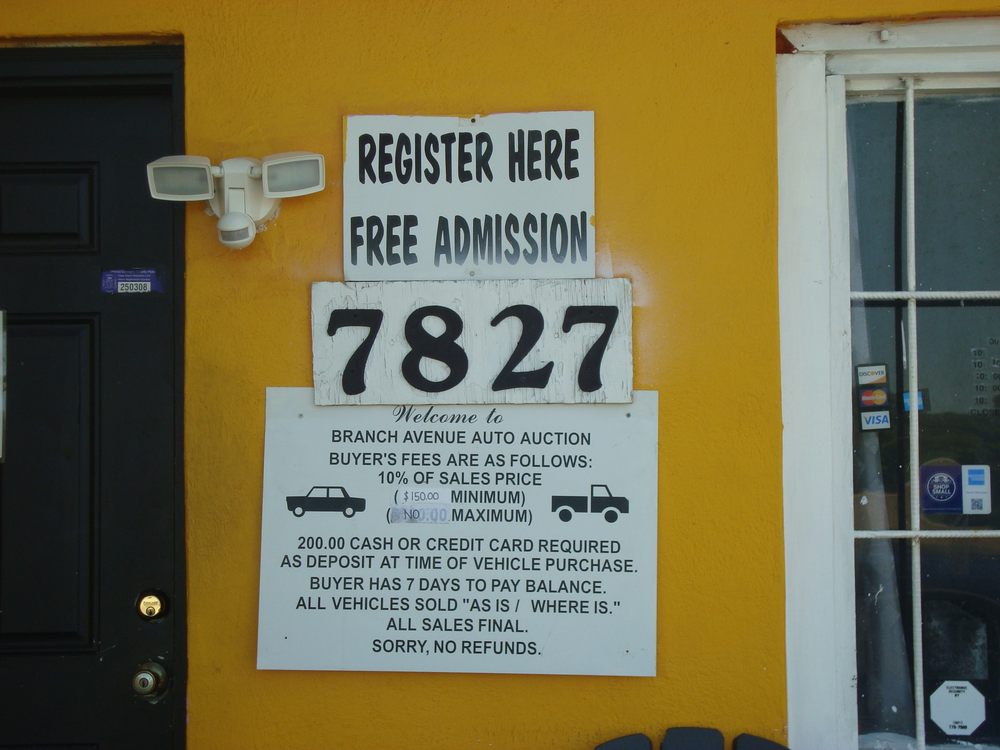 REGISTER HERE
FREE ADMISSION
7827
Welcome to
BRANCH AVENUE AUTO AUCTION
BUYER'S FEES ARE AS FOLLOWS:
10% OF SALES PRICE
( $150.00 MINIMUM)
( NO MAXIMUM)
200.00 CASH OR CREDIT CARD REQUIRED
AS DEPOSIT AT TIME OF VEHICLE PURCHASE.
BUYER HAS 7 DAYS TO PAY BALANCE.
ALL VEHICLES SOLD "AS IS / WHERE IS."
ALL SALES FINAL.
SORRY, NO REFUNDS.
250308
DISCOVER
MasterCard
VISA
SHOP
SMALL